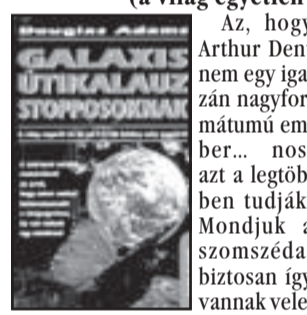 (a világ egyetlen
Douglas Adams
GALAXIS
ÚTIKALAUZ
STOPPOSOKNAK
Az, hogy
Arthur Den
nem egy iga
zán nagyfor
mátumú em
ber... nos
azt a legtöb
ben tudják
Mondjuk a
szomszéda
biztosan így
vannak vele